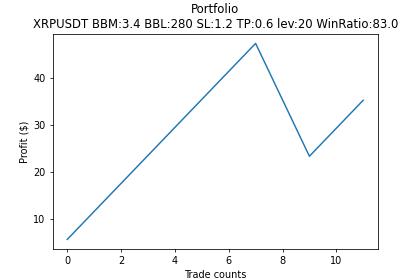 Portfolio
XRPUSDT BBM:3.4 BBL:280 SL:1.2 TP:0.6 lev:20 WinRatio:83.0
40
30
20
10
Profit ($)
0 2 4 6 8 10
Trade counts